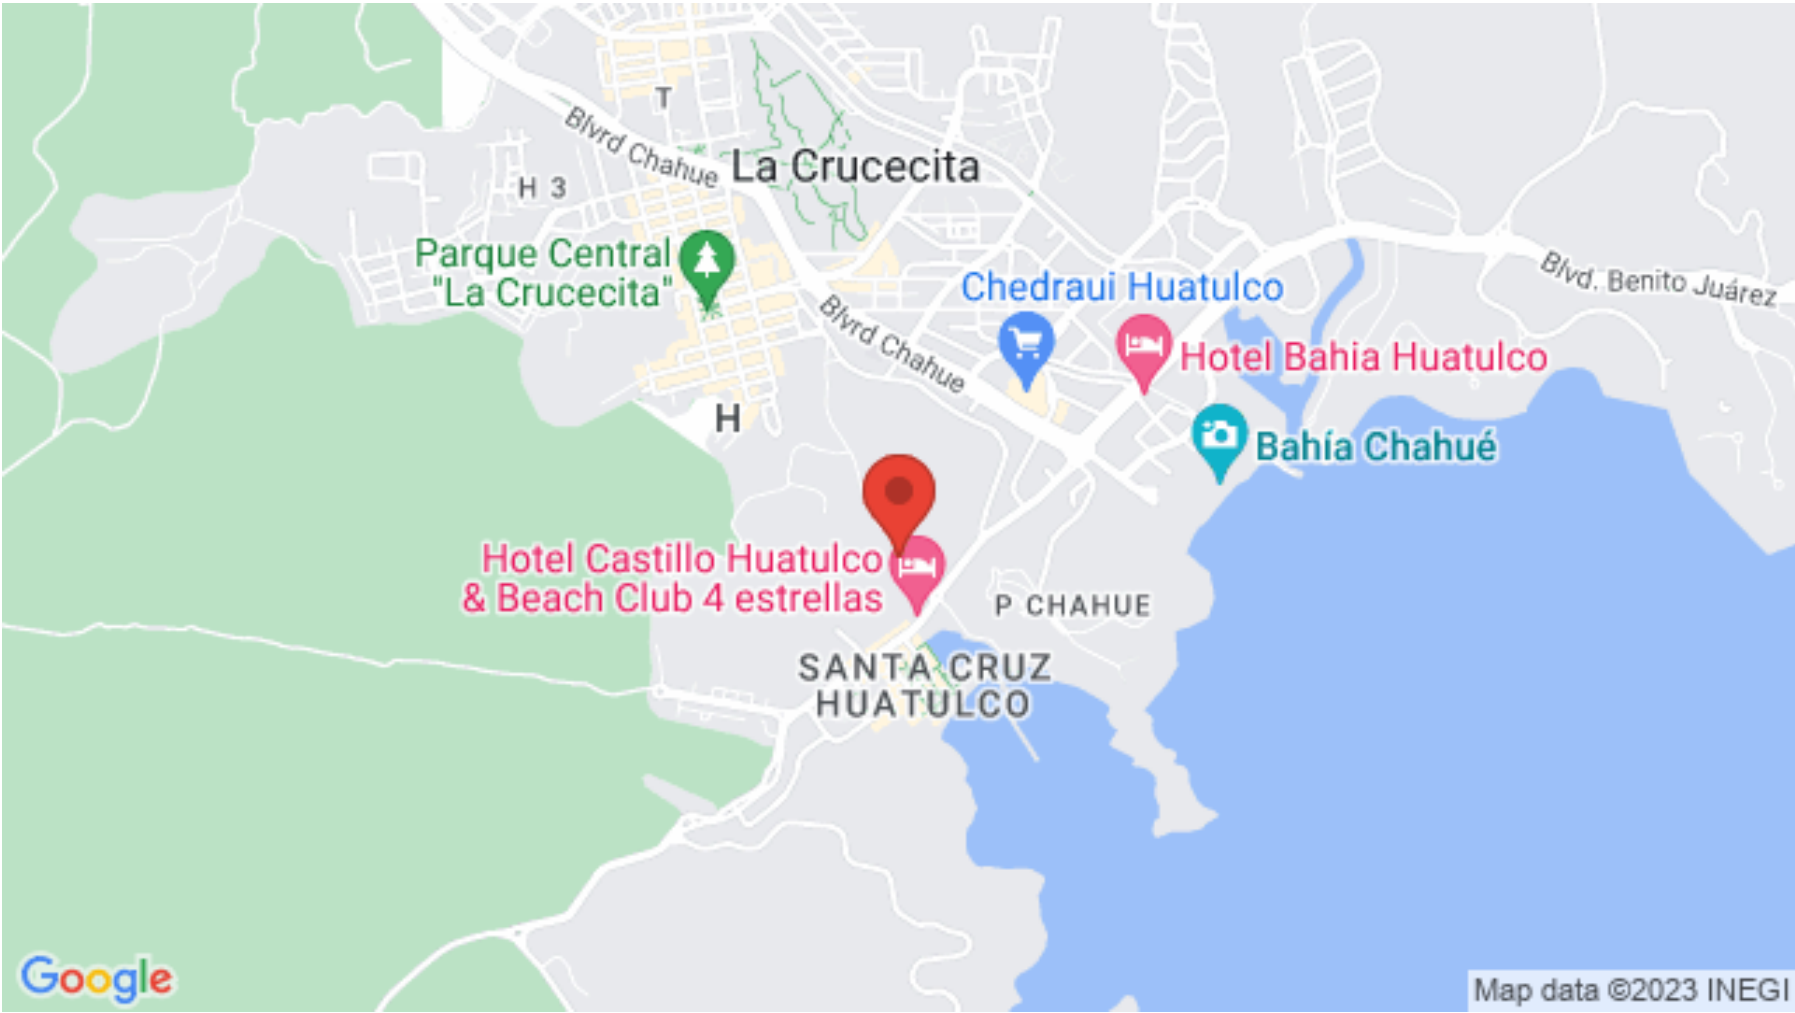 T
Blvrd Chahue
La Crucecita
H 3
Parque Central
"La Crucecita"
Chedraui Huatulco
Blvd. Benito Juárez
Blvrd Chahue
Hotel Bahia Huatulco
H
Bahía Chahué
Hotel Castillo Huatulco
& Beach Club 4 estrellas
P CHAHUE
SANTA CRUZ
HUATULCO
Google
Map data ©2023 INEGI